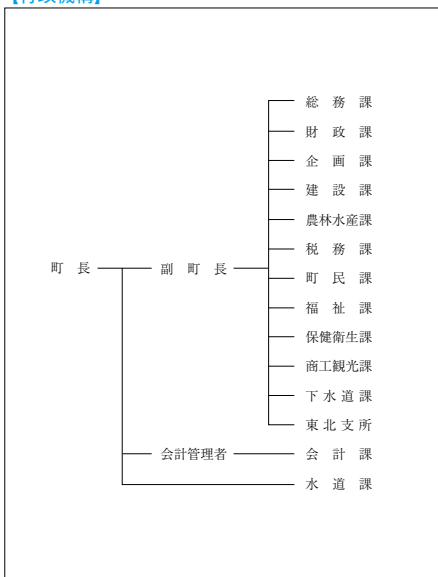 【行政機構】
総務課
財政課
企画課
建設課
農林水産課
税務課
町長 副町長 町民課
福祉課
保健衛生課
商工観光課
下水道課
東北支所
会計管理者 会計課
水道課